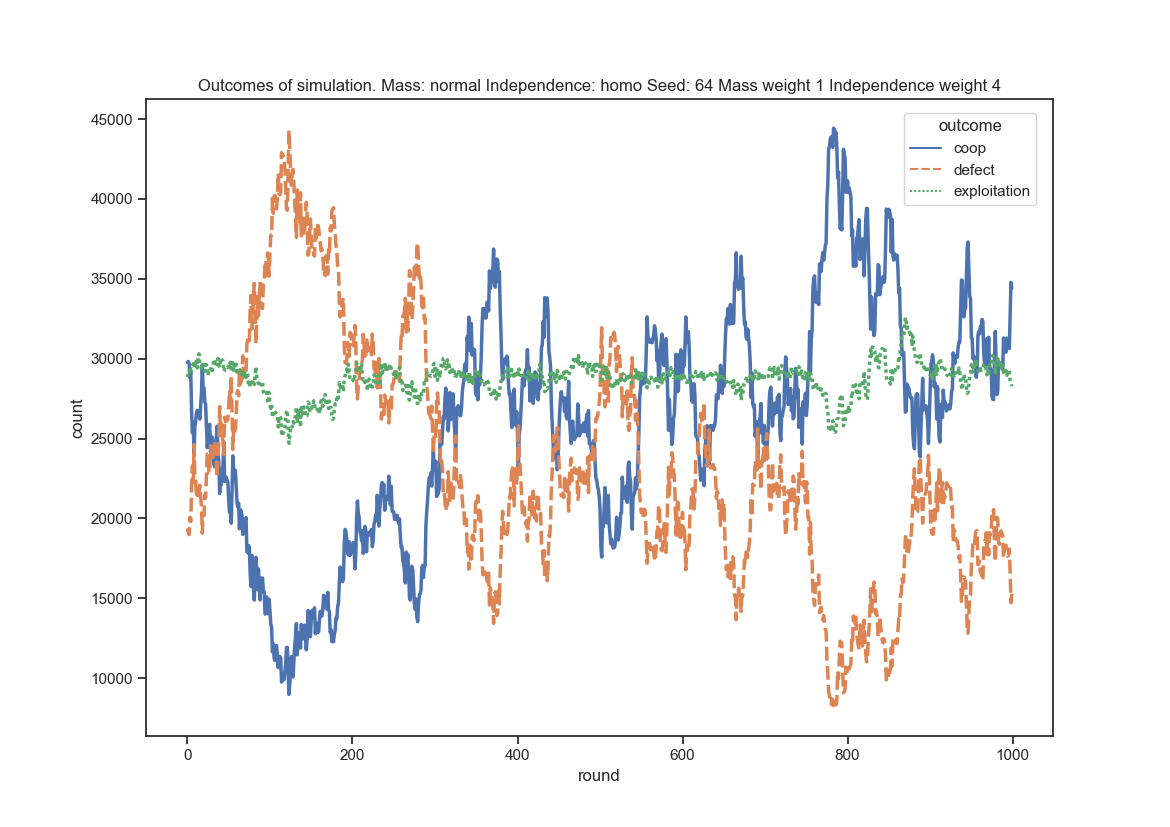 Outcomes of simulation. Mass: normal Independence: homo Seed: 64 Mass weight 1 Independence weight 4
outcome
coop
defect
exploitation
45000
40000
35000
30000
25000
20000
15000
10000
count
0 200 400 600 800 1000
round